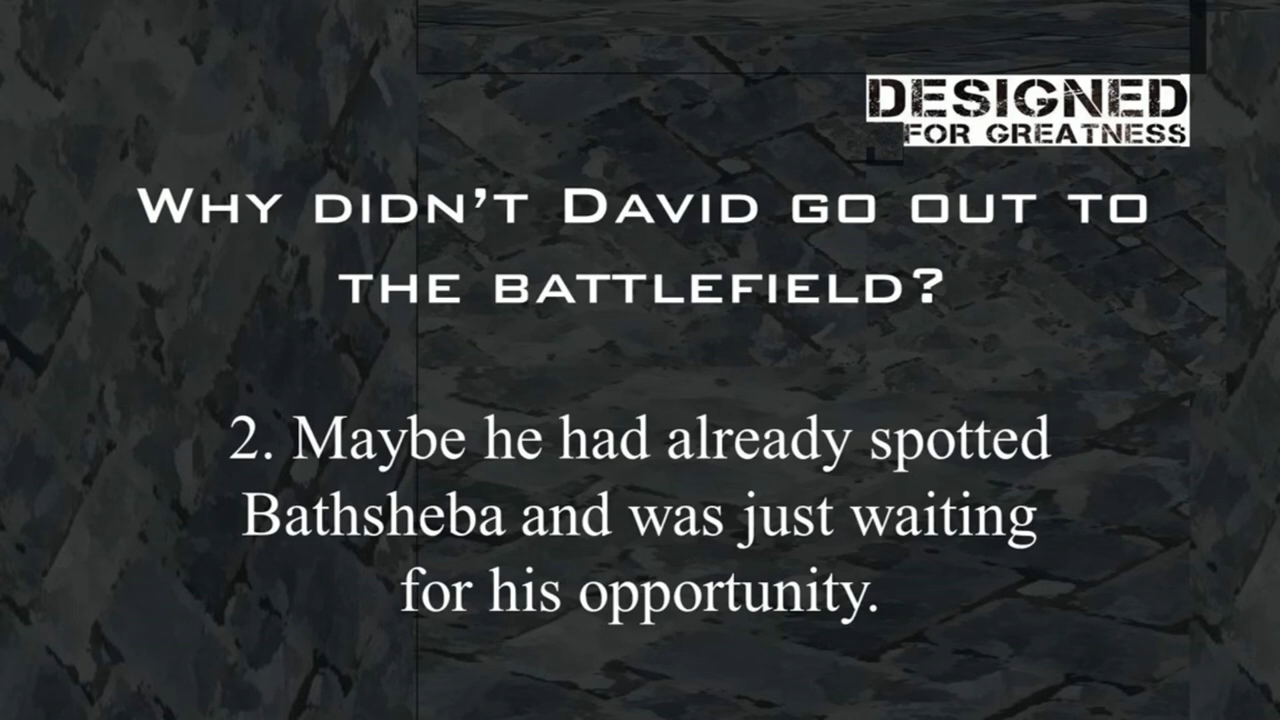 DESIGNED
FOR GREATNESS
WHY DIDN'T DAVID GO OUT TO
THE BATTLEFIELD?
2. Maybe he had already spotted
Bathsheba and was just waiting
for his opportunity.